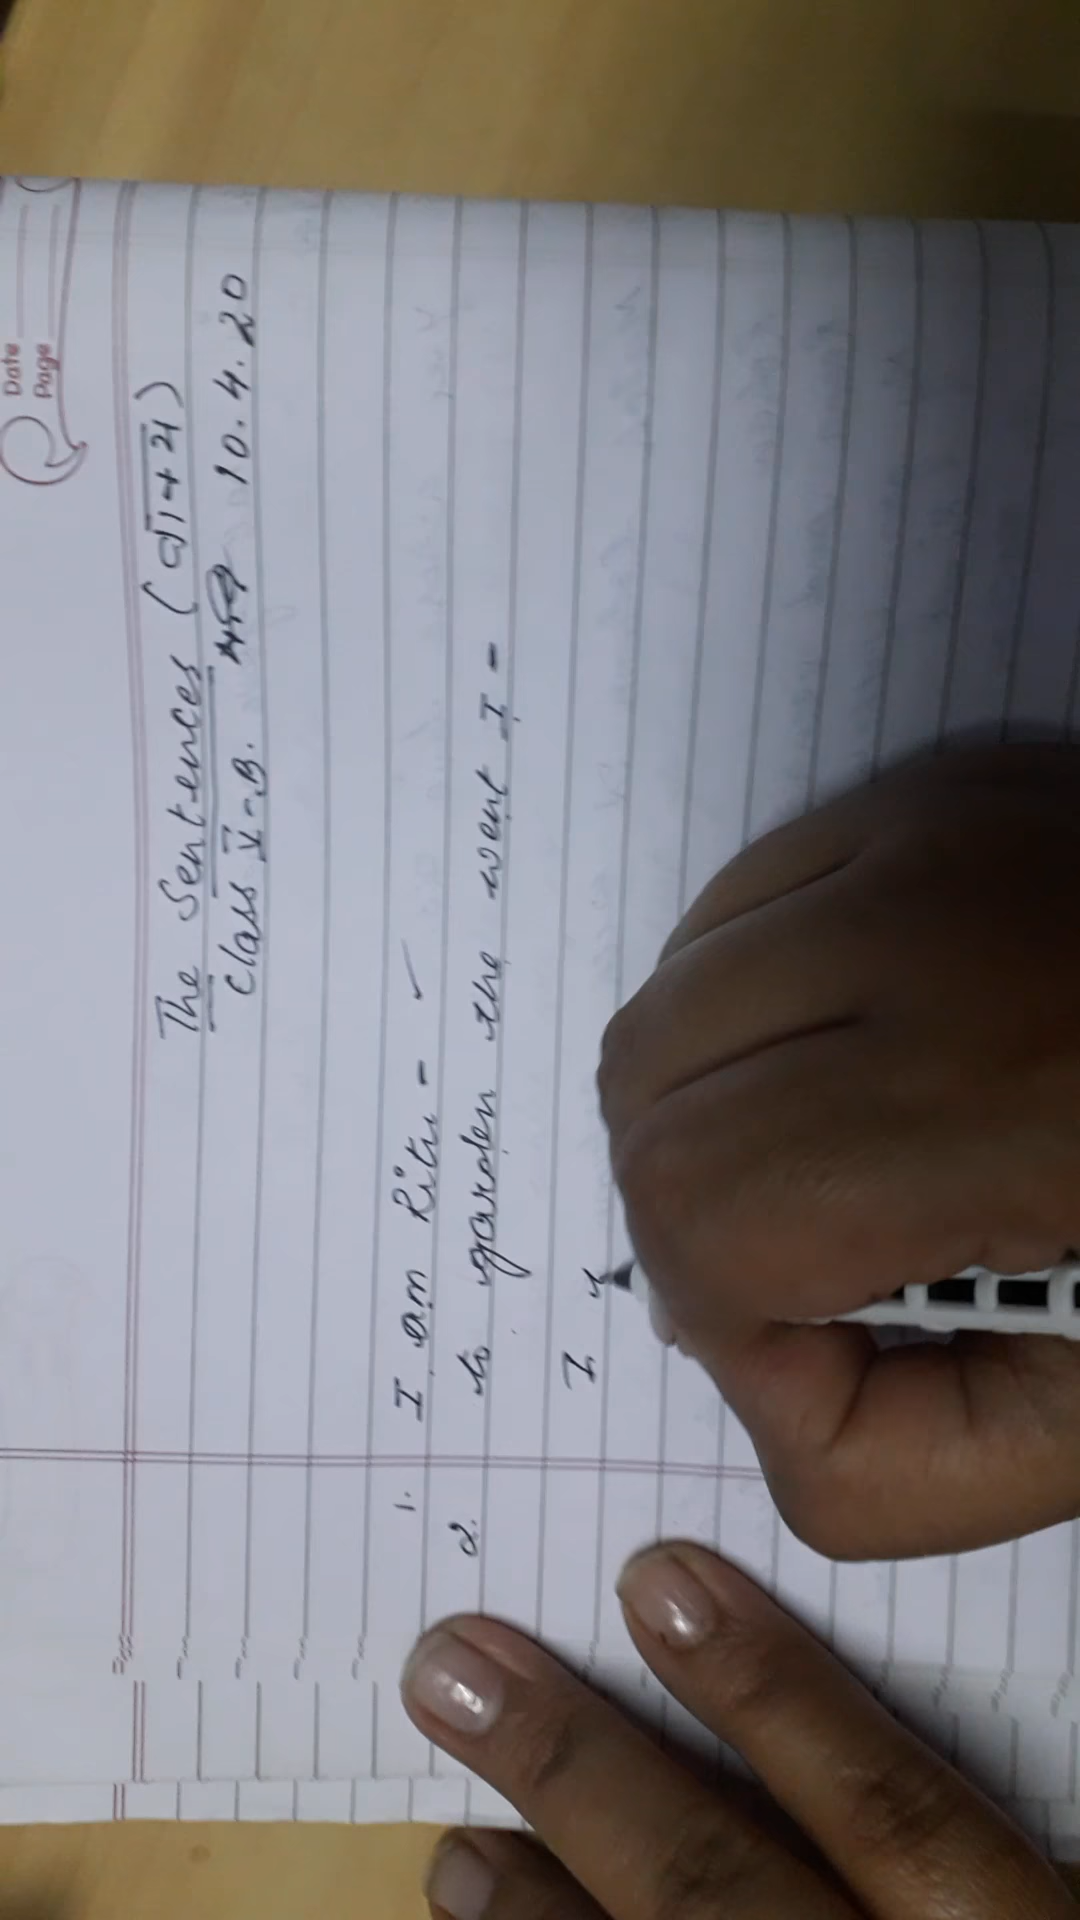 Date
Page
The Sentences (বাক্য)
Class V-B. 10.4.20
1. I am Ritu -
2. to garden the went I -
I